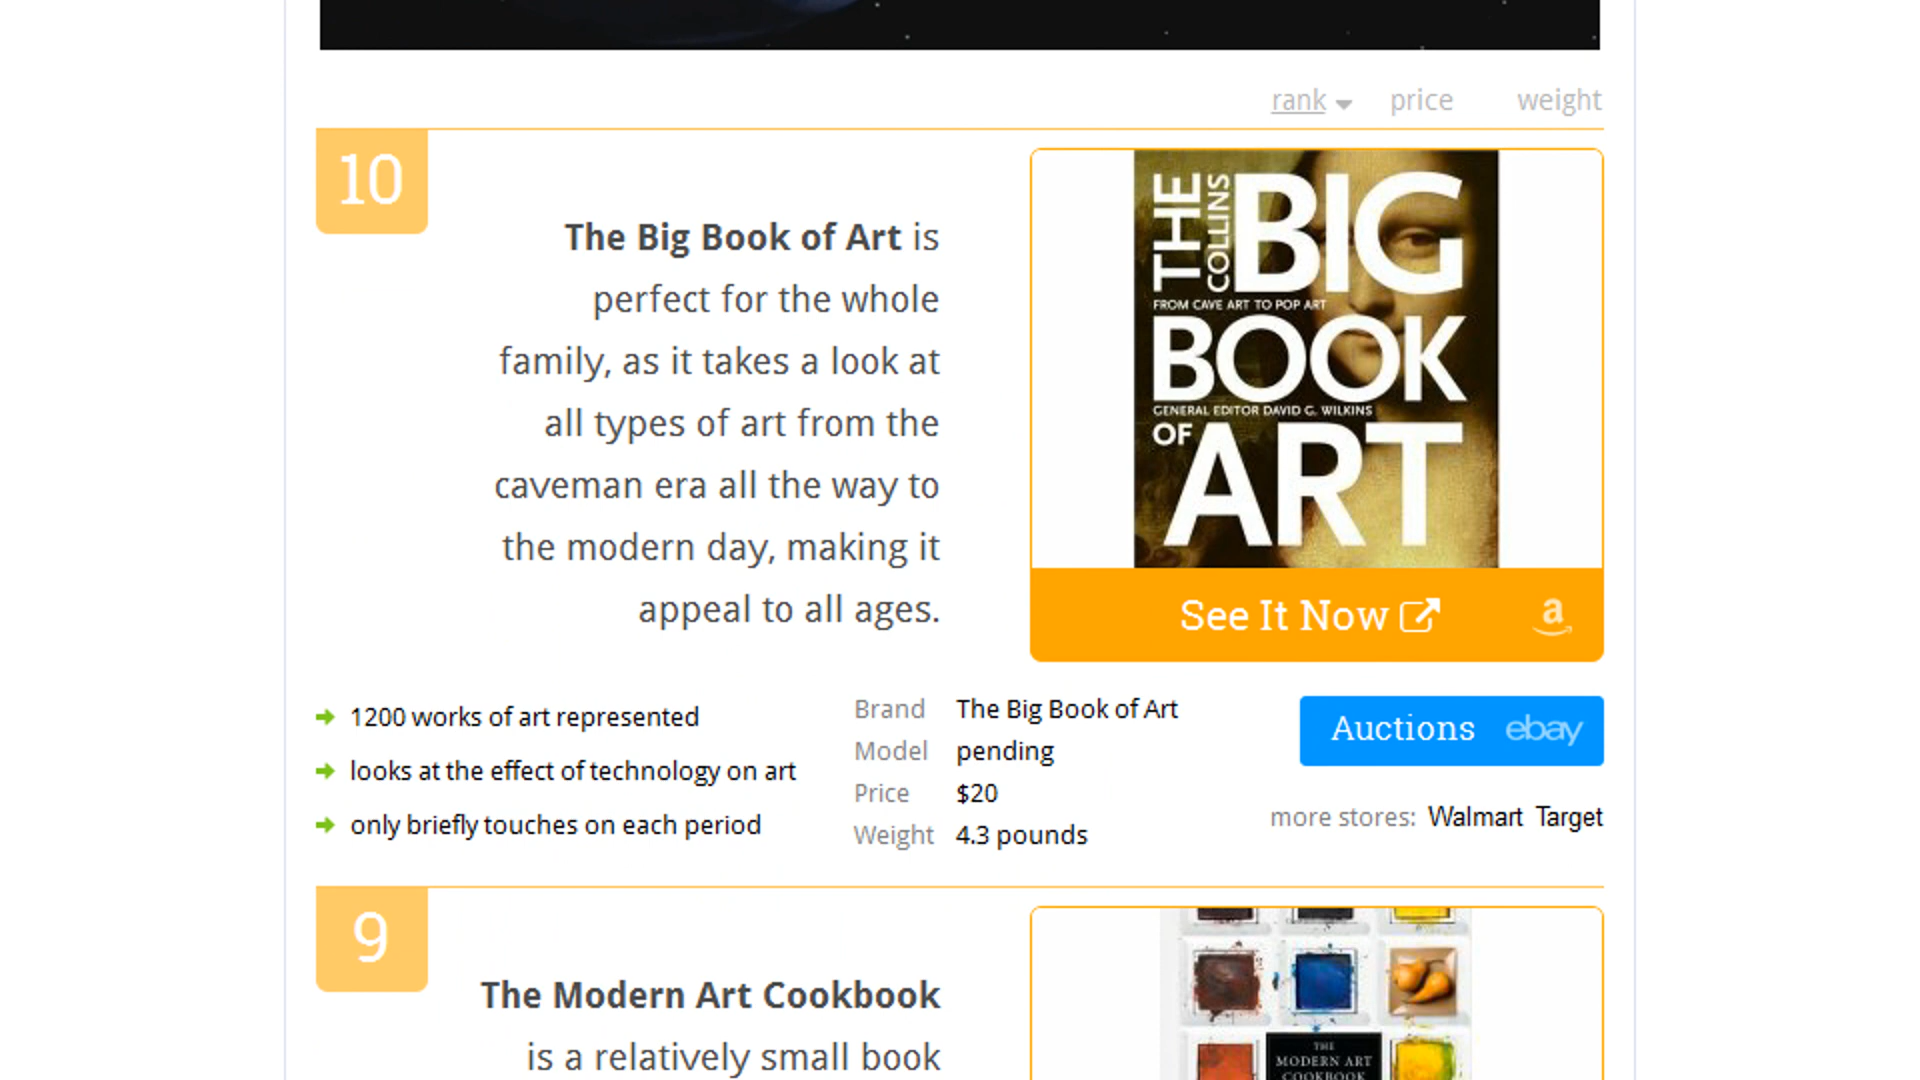 rank price weight
10
The Big Book of Art is
perfect for the whole
family, as it takes a look at
all types of art from the
caveman era all the way to
the modern day, making it
appeal to all ages.
THE COLLINS BIG
FROM CAVE ART TO POP ART
BOOK
GENERAL EDITOR DAVID G. WILKINS
OF ART
See It Now a
1200 works of art represented
looks at the effect of technology on art
only briefly touches on each period
Brand The Big Book of Art
Model pending
Price $20
Weight 4.3 pounds
Auctions ebay
more stores: Walmart Target
9
The Modern Art Cookbook
is a relatively small book
THE
MODERN ART
COOKBOOK